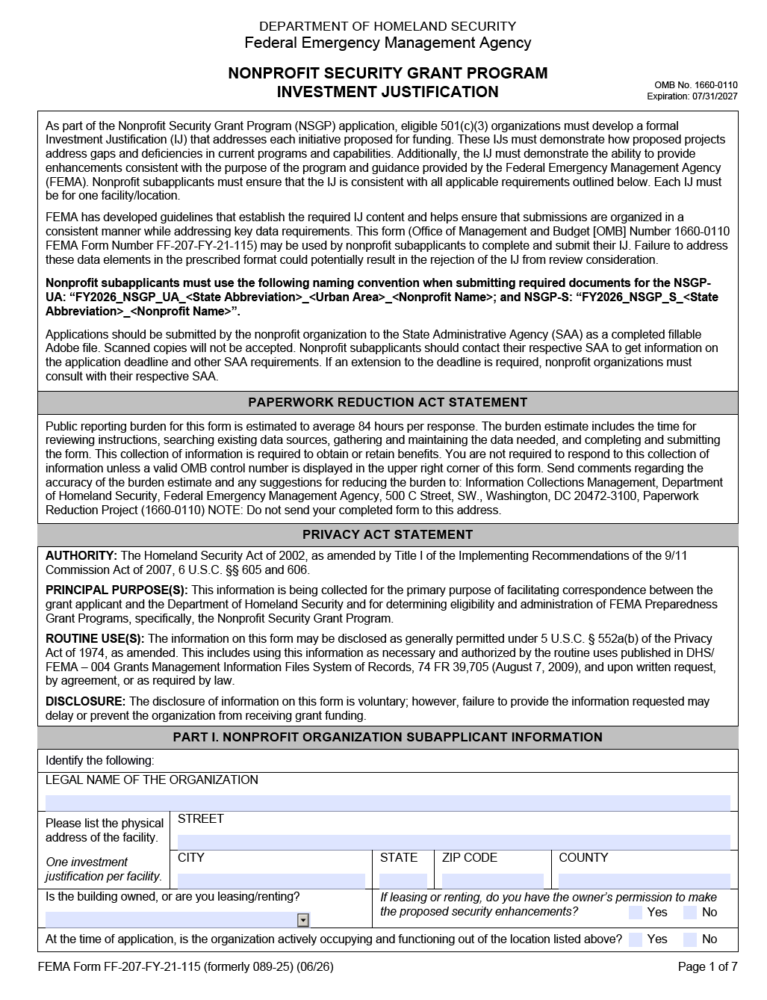 DEPARTMENT OF HOMELAND SECURITY
Federal Emergency Management Agency
NONPROFIT SECURITY GRANT PROGRAM
INVESTMENT JUSTIFICATION
OMB No. 1660-0110
Expiration: 07/31/2027
As part of the Nonprofit Security Grant Program (NSGP) application, eligible 501(c)(3) organizations must develop a formal
Investment Justification (IJ) that addresses each initiative proposed for funding. These IJs must demonstrate how proposed projects
address gaps and deficiencies in current programs and capabilities. Additionally, the IJ must demonstrate the ability to provide
enhancements consistent with the purpose of the program and guidance provided by the Federal Emergency Management Agency
(FEMA). Nonprofit subapplicants must ensure that the IJ is consistent with all applicable requirements outlined below. Each IJ must
be for one facility/location.
FEMA has developed guidelines that establish the required IJ content and helps ensure that submissions are organized in a
consistent manner while addressing key data requirements. This form (Office of Management and Budget [OMB] Number 1660-0110
FEMA Form Number FF-207-FY-21-115) may be used by nonprofit subapplicants to complete and submit their IJ. Failure to address
these data elements in the prescribed format could potentially result in the rejection of the IJ from review consideration.
Nonprofit subapplicants must use the following naming convention when submitting required documents for the NSGP-
UA: “FY2026_NSGP_UA_<State Abbreviation>_<Urban Area>_<Nonprofit Name>; and NSGP-S: “FY2026_NSGP_S_<State
Abbreviation>_<Nonprofit Name>”.
Applications should be submitted by the nonprofit organization to the State Administrative Agency (SAA) as a completed fillable
Adobe file. Scanned copies will not be accepted. Nonprofit subapplicants should contact their respective SAA to get information on
the application deadline and other SAA requirements. If an extension to the deadline is required, nonprofit organizations must
consult with their respective SAA.
PAPERWORK REDUCTION ACT STATEMENT
Public reporting burden for this form is estimated to average 84 hours per response. The burden estimate includes the time for
reviewing instructions, searching existing data sources, gathering and maintaining the data needed, and completing and submitting
the form. This collection of information is required to obtain or retain benefits. You are not required to respond to this collection of
information unless a valid OMB control number is displayed in the upper right corner of this form. Send comments regarding the
accuracy of the burden estimate and any suggestions for reducing the burden to: Information Collections Management, Department
of Homeland Security, Federal Emergency Management Agency, 500 C Street, SW., Washington, DC 20472-3100, Paperwork
Reduction Project (1660-0110) NOTE: Do not send your completed form to this address.
PRIVACY ACT STATEMENT
AUTHORITY: The Homeland Security Act of 2002, as amended by Title I of the Implementing Recommendations of the 9/11
Commission Act of 2007, 6 U.S.C. §§ 605 and 606.
PRINCIPAL PURPOSE(S): This information is being collected for the primary purpose of facilitating correspondence between the
grant applicant and the Department of Homeland Security and for determining eligibility and administration of FEMA Preparedness
Grant Programs, specifically, the Nonprofit Security Grant Program.
ROUTINE USE(S): The information on this form may be disclosed as generally permitted under 5 U.S.C. § 552a(b) of the Privacy
Act of 1974, as amended. This includes using this information as necessary and authorized by the routine uses published in DHS/
FEMA – 004 Grants Management Information Files System of Records, 74 FR 39,705 (August 7, 2009), and upon written request,
by agreement, or as required by law.
DISCLOSURE: The disclosure of information on this form is voluntary; however, failure to provide the information requested may
delay or prevent the organization from receiving grant funding.
PART I. NONPROFIT ORGANIZATION SUBAPPLICANT INFORMATION
Identify the following:
LEGAL NAME OF THE ORGANIZATION
Please list the physical
address of the facility.
One investment
justification per facility.
STREET
CITY STATE ZIP CODE COUNTY
Is the building owned, or are you leasing/renting?
If leasing or renting, do you have the owner’s permission to make
the proposed security enhancements? Yes No
At the time of application, is the organization actively occupying and functioning out of the location listed above? Yes No
FEMA Form FF-207-FY-21-115 (formerly 089-25) (06/26) Page 1 of 7